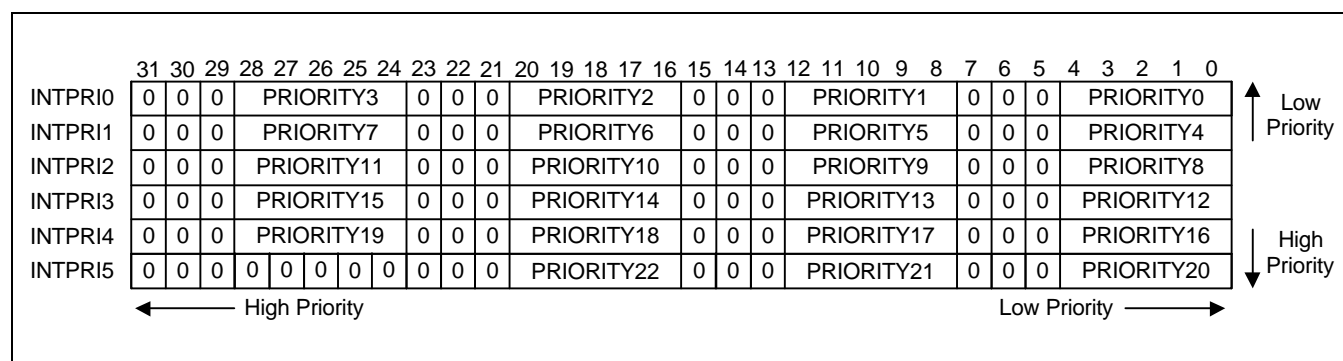 31 30 29 28 27 26 25 24 23 22 21 20 19 18 17 16 15 14 13 12 11 10 9 8 7 6 5 4 3 2 1 0
INTPRI0 0 0 0 PRIORITY3 0 0 0 PRIORITY2 0 0 0 PRIORITY1 0 0 0 PRIORITY0
INTPRI1 0 0 0 PRIORITY7 0 0 0 PRIORITY6 0 0 0 PRIORITY5 0 0 0 PRIORITY4
INTPRI2 0 0 0 PRIORITY11 0 0 0 PRIORITY10 0 0 0 PRIORITY9 0 0 0 PRIORITY8
INTPRI3 0 0 0 PRIORITY15 0 0 0 PRIORITY14 0 0 0 PRIORITY13 0 0 0 PRIORITY12
INTPRI4 0 0 0 PRIORITY19 0 0 0 PRIORITY18 0 0 0 PRIORITY17 0 0 0 PRIORITY16
INTPRI5 0 0 0 0 0 0 0 0 0 0 0 PRIORITY22 0 0 0 PRIORITY21 0 0 0 PRIORITY20
Low
Priority
High
Priority
High Priority
Low Priority